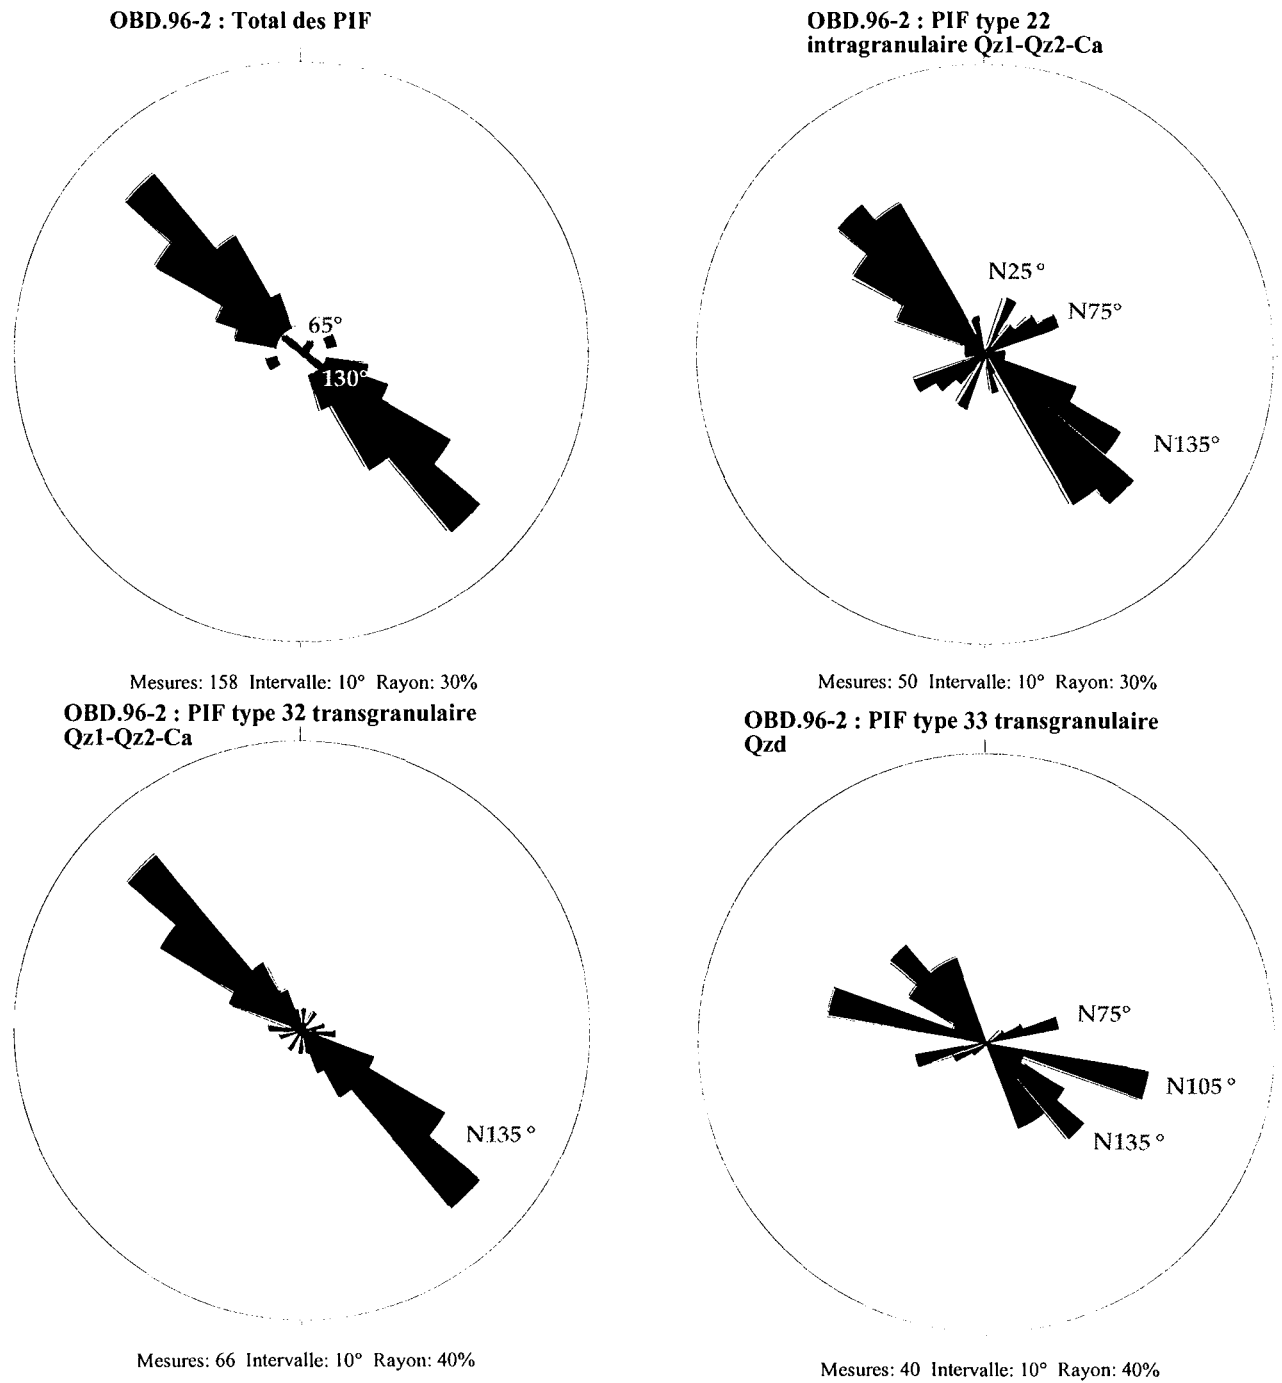 OBD.96-2 : Total des PIF
65°
130°
Mesures: 158 Intervalle: 10° Rayon: 30%
OBD.96-2 : PIF type 22
intragranulaire Qz1-Qz2-Ca
N25°
N75°
N135°
Mesures: 50 Intervalle: 10° Rayon: 30%
OBD.96-2 : PIF type 32 transgranulaire
Qz1-Qz2-Ca
N135°
Mesures: 66 Intervalle: 10° Rayon: 40%
OBD.96-2 : PIF type 33 transgranulaire
Qzd
N75°
N105°
N135°
Mesures: 40 Intervalle: 10° Rayon: 40%